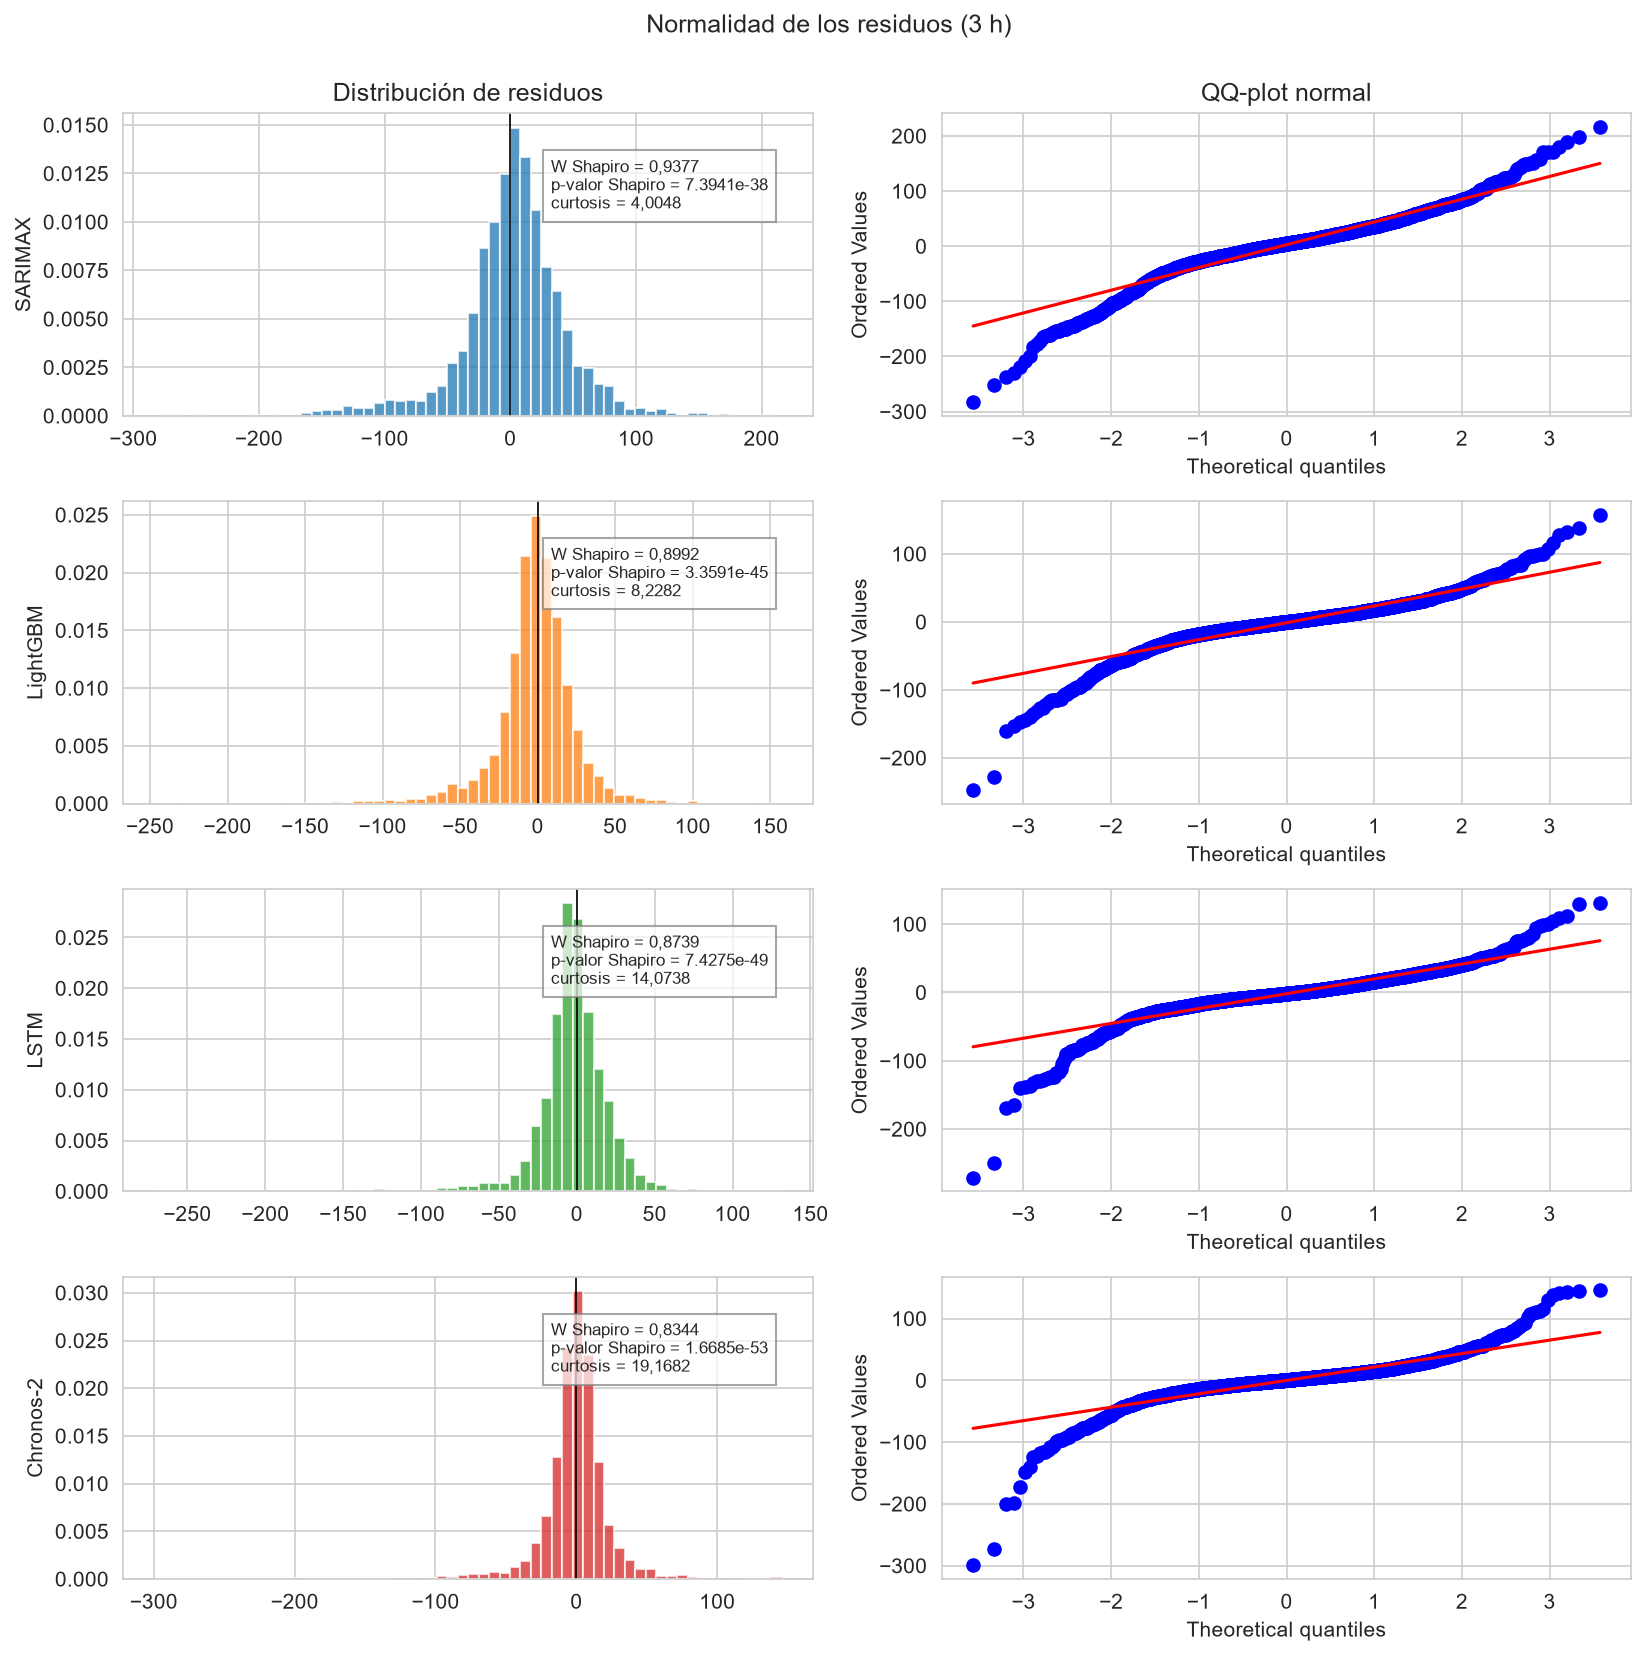 Normalidad de los residuos (3 h)
Distribución de residuos
SARIMAX
0.0150
0.0125
0.0100
0.0075
0.0050
0.0025
0.0000
W Shapiro = 0,9377
p-valor Shapiro = 7.3941e-38
curtosis = 4,0048
−300 −200 −100 0 100 200
QQ-plot normal
Ordered Values
200
100
0
−100
−200
−300
−3 −2 −1 0 1 2 3
Theoretical quantiles
LightGBM
0.025
0.020
0.015
0.010
0.005
0.000
W Shapiro = 0,8992
p-valor Shapiro = 3.3591e-45
curtosis = 8,2282
−250 −200 −150 −100 −50 0 50 100 150
Ordered Values
100
0
−100
−200
−3 −2 −1 0 1 2 3
Theoretical quantiles
LSTM
0.025
0.020
0.015
0.010
0.005
0.000
W Shapiro = 0,8739
p-valor Shapiro = 7.4275e-49
curtosis = 14,0738
−250 −200 −150 −100 −50 0 50 100 150
Ordered Values
100
0
−100
−200
−3 −2 −1 0 1 2 3
Theoretical quantiles
Chronos-2
0.030
0.025
0.020
0.015
0.010
0.005
0.000
W Shapiro = 0,8344
p-valor Shapiro = 1.6685e-53
curtosis = 19,1682
−300 −200 −100 0 100
Ordered Values
100
0
−100
−200
−300
−3 −2 −1 0 1 2 3
Theoretical quantiles